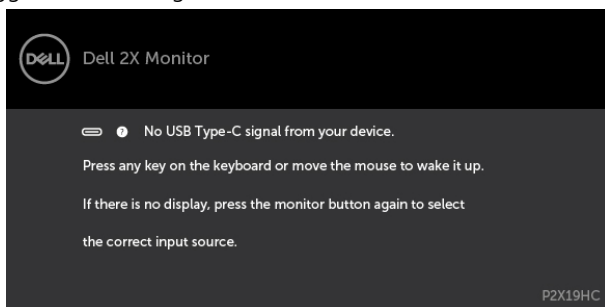 DELL
Dell 2X Monitor
? No USB Type-C signal from your device.
Press any key on the keyboard or move the mouse to wake it up.
If there is no display, press the monitor button again to select
the correct input source.
P2X19HC